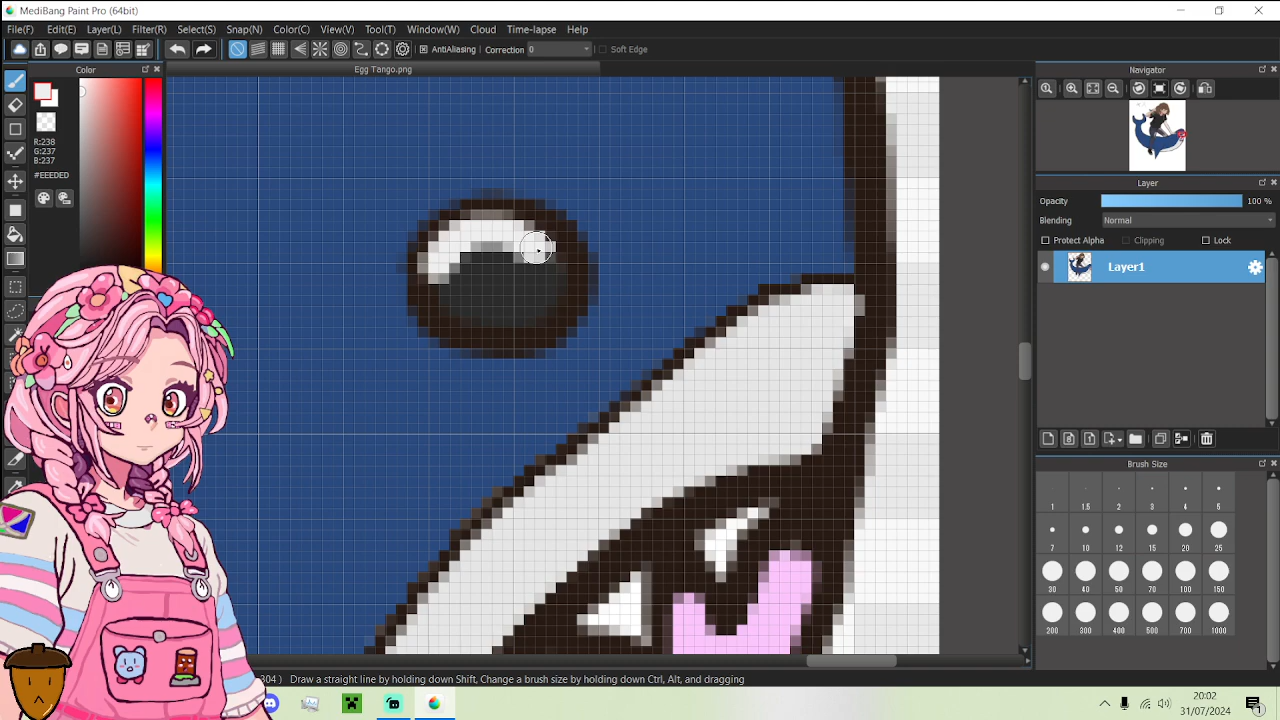 MediBang Paint Pro (64bit)
File(F) Edit(E) Layer(L) Filter(R) Select(S) Snap(N) Color(C) View(V) Tool(T) Window(W) Cloud Time-lapse Help
AntiAliasing Correction 0 Soft Edge
Color
Egg Tango.png
Navigator
R:238
G:237
B:237
#EEEDED
Layer
Opacity 100 %
Blending Normal
Protect Alpha Clipping Lock
Layer1
Brush Size
1 1.5 2 3 4 5
7 10 12 15 20 25
30 40 50 70 100 150
200 300 400 500 700 1000
304 ) Draw a straight line by holding down Shift, Change a brush size by holding down Ctrl, Alt, and dragging
20:02
31/07/2024
1